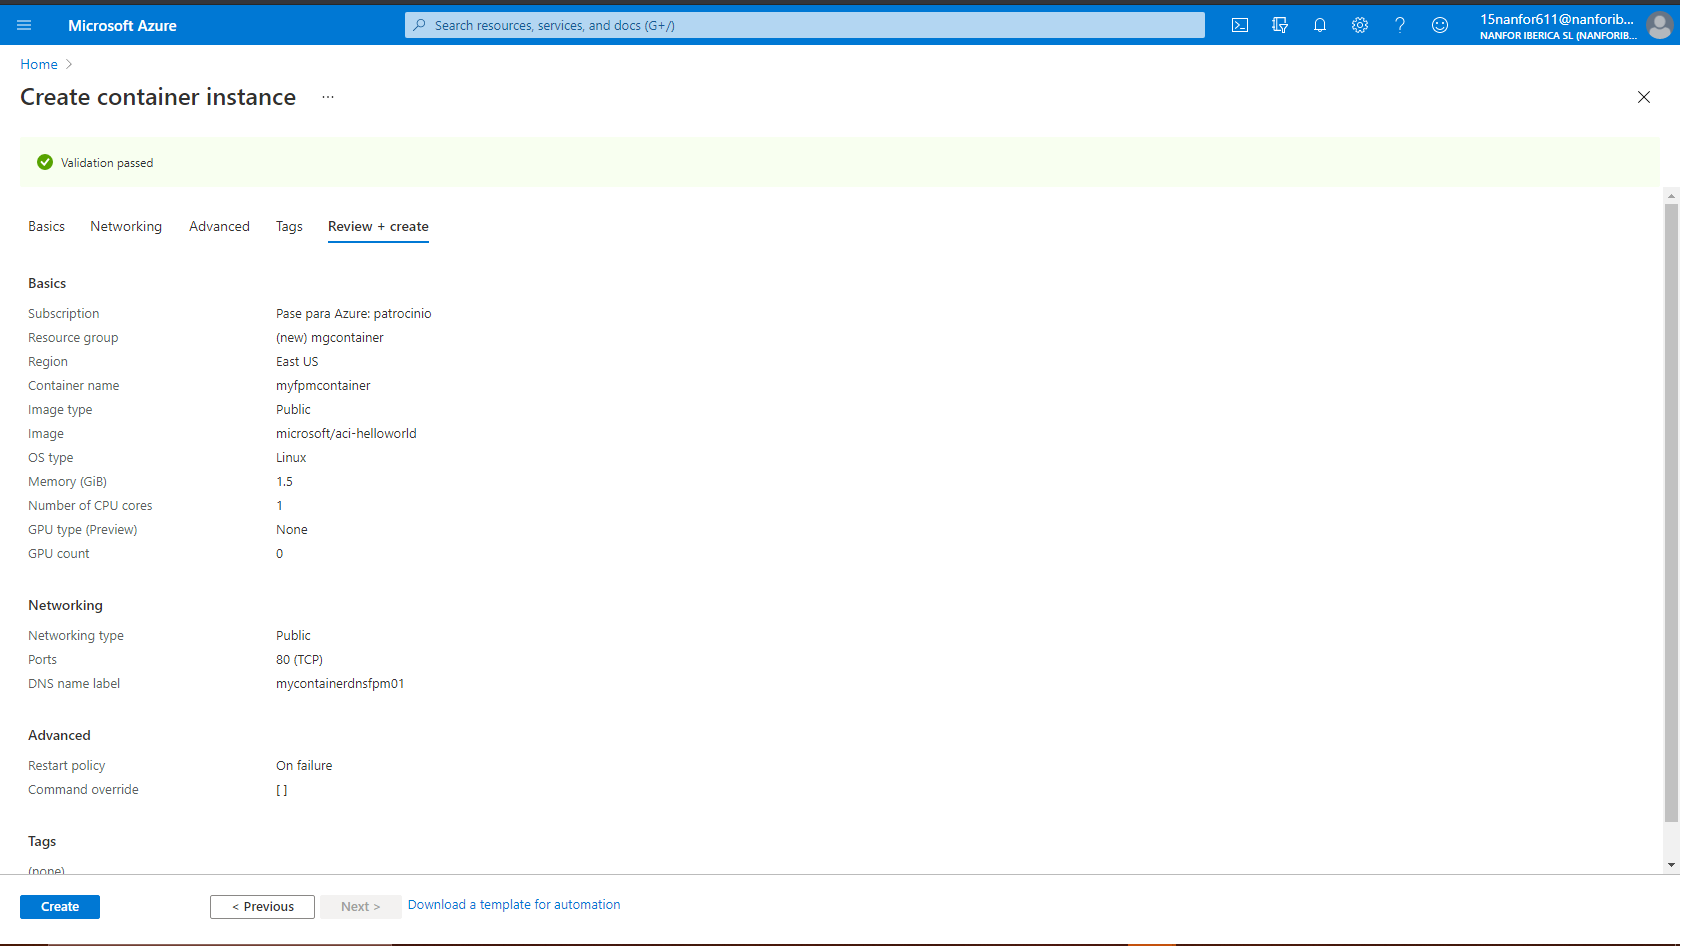 Microsoft Azure
Search resources, services, and docs (G+/)
15nanfor611@nanforib...
NANFOR IBERICA SL (NANFORIB...
Home >
Create container instance ...
Validation passed
Basics Networking Advanced Tags Review + create
Basics
Subscription Pase para Azure: patrocinio
Resource group (new) mgcontainer
Region East US
Container name myfpmcontainer
Image type Public
Image microsoft/aci-helloworld
OS type Linux
Memory (GiB) 1.5
Number of CPU cores 1
GPU type (Preview) None
GPU count 0
Networking
Networking type Public
Ports 80 (TCP)
DNS name label mycontainerdnsfpm01
Advanced
Restart policy On failure
Command override [ ]
Tags
(none)
Create < Previous Next > Download a template for automation